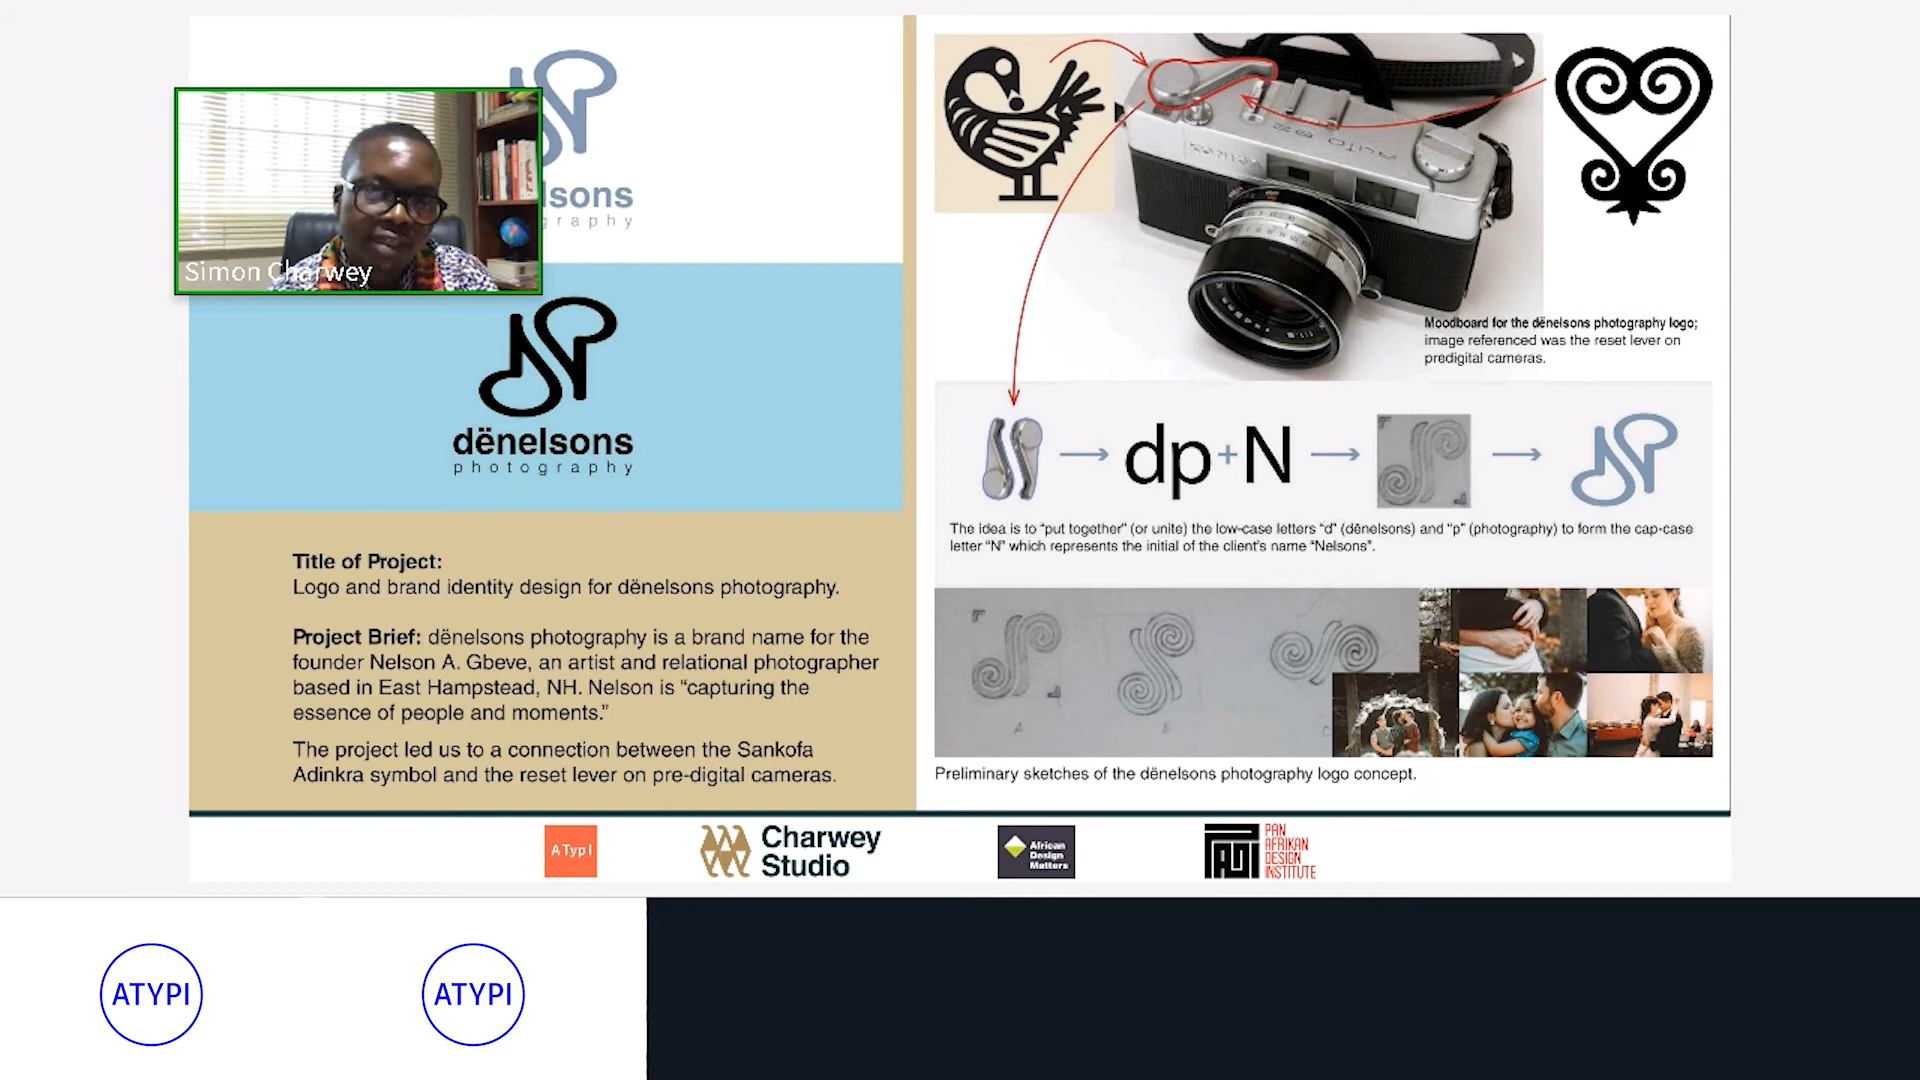 lsons
graphy
Simon Charwey
dënelsons
photography
Title of Project:
Logo and brand identity design for dënelsons photography.
Project Brief: dënelsons photography is a brand name for the
founder Nelson A. Gbeve, an artist and relational photographer
based in East Hampstead, NH. Nelson is “capturing the
essence of people and moments.”
The project led us to a connection between the Sankofa
Adinkra symbol and the reset lever on pre-digital cameras.
Moodboard for the dënelsons photography logo;
image referenced was the reset lever on
predigital cameras.
dp+N
The idea is to “put together” (or unite) the low-case letters “d” (dënelsons) and “p” (photography) to form the cap-case
letter “N” which represents the initial of the client’s name “Nelsons”.
A
B
C
Preliminary sketches of the dënelsons photography logo concept.
ATypI
Charwey
Studio
African
Design
Matters
PADI
PAN
AFRIKAN
DESIGN
INSTITUTE
ATYPI
ATYPI